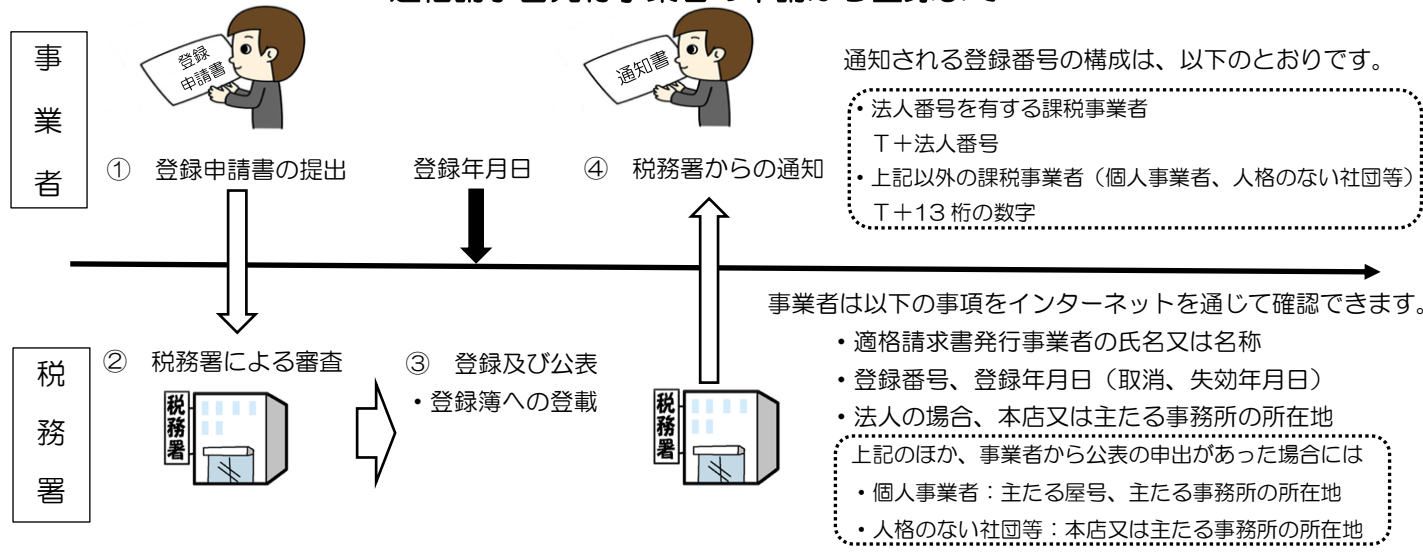 事業者
登録申請書
通知書
① 登録申請書の提出
登録年月日
④ 税務署からの通知
通知される登録番号の構成は、以下のとおりです。
・法人番号を有する課税事業者
T+法人番号
・上記以外の課税事業者（個人事業者、人格のない社団等）
T+13桁の数字
税務署
② 税務署による審査
税務署
③ 登録及び公表
・登録簿への登載
税務署
事業者は以下の事項をインターネットを通じて確認できます。
・適格請求書発行事業者の氏名又は名称
・登録番号、登録年月日（取消、失効年月日）
・法人の場合、本店又は主たる事務所の所在地
上記のほか、事業者から公表の申出があった場合には
・個人事業者：主たる屋号、主たる事務所の所在地
・人格のない社団等：本店又は主たる事務所の所在地